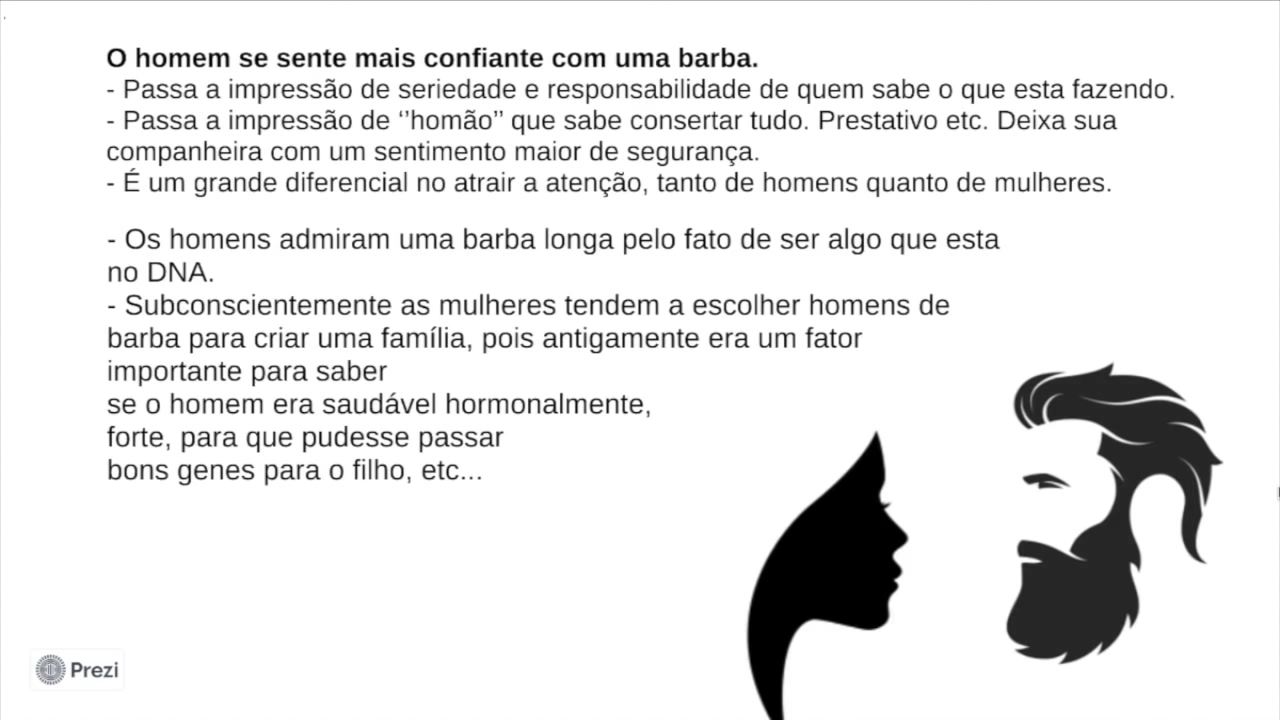 O homem se sente mais confiante com uma barba.
- Passa a impressão de seriedade e responsabilidade de quem sabe o que esta fazendo.
- Passa a impressão de ‘’homão’’ que sabe consertar tudo. Prestativo etc. Deixa sua
companheira com um sentimento maior de segurança.
- É um grande diferencial no atrair a atenção, tanto de homens quanto de mulheres.
- Os homens admiram uma barba longa pelo fato de ser algo que esta
no DNA.
- Subconscientemente as mulheres tendem a escolher homens de
barba para criar uma família, pois antigamente era um fator
importante para saber
se o homem era saudável hormonalmente,
forte, para que pudesse passar
bons genes para o filho, etc...
Prezi